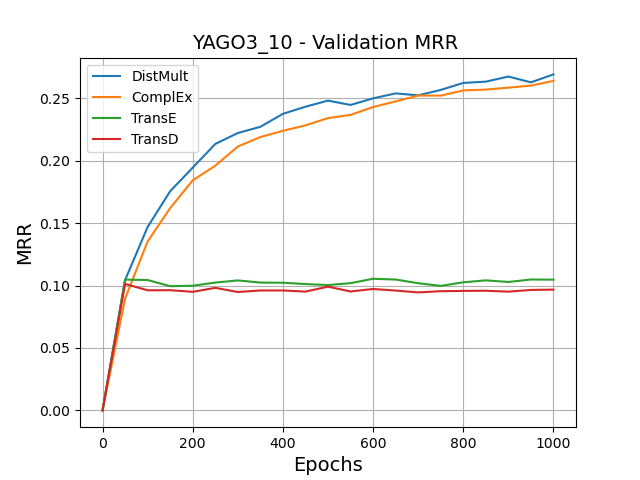 YAGO3_10 - Validation MRR
DistMult
ComplEx
TransE
TransD
MRR
0.25
0.20
0.15
0.10
0.05
0.00
0 200 400 600 800 1000
Epochs